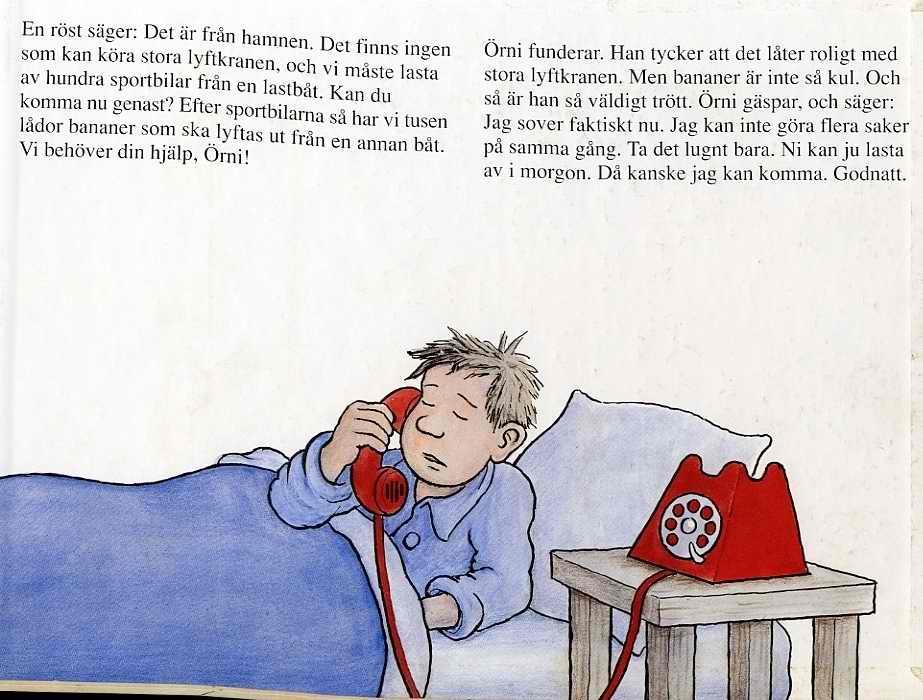 En röst säger: Det är från hamnen. Det finns ingen
som kan köra stora lyftkranen, och vi måste lasta
av hundra sportbilar från en lastbåt. Kan du
komma nu genast? Efter sportbilarna så har vi tusen
lådor bananer som ska lyftas ut från en annan båt.
Vi behöver din hjälp, Örni!
Örni funderar. Han tycker att det låter roligt med
stora lyftkranen. Men bananer är inte så kul. Och
så är han så väldigt trött. Örni gäspar, och säger:
Jag sover faktiskt nu. Jag kan inte göra flera saker
på samma gång. Ta det lugnt bara. Ni kan ju lasta
av i morgon. Då kanske jag kan komma. Godnatt.